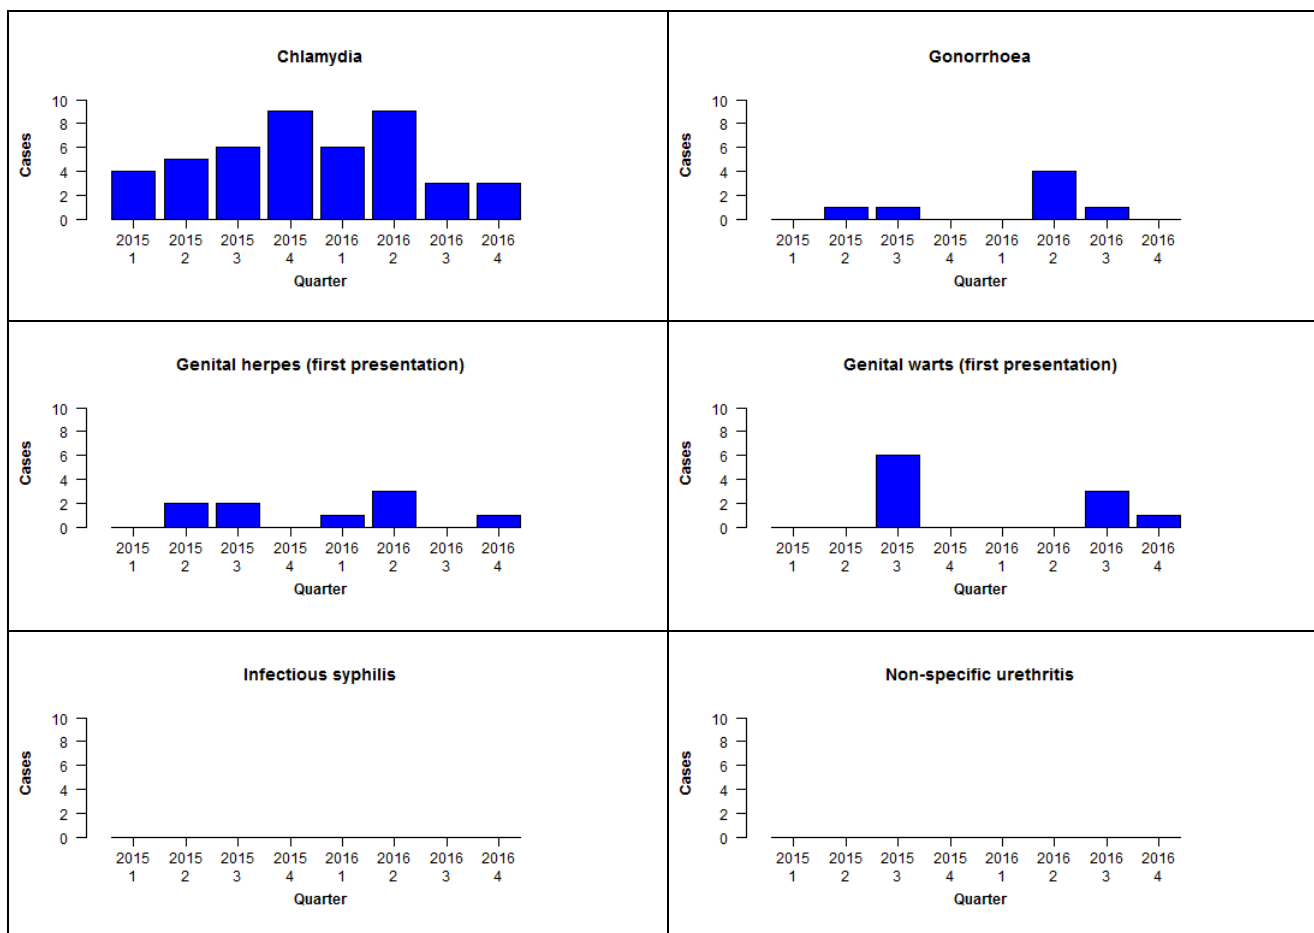 Chlamydia
10
8
6
4
2
0
Cases
2015 2015 2015 2015 2016 2016 2016 2016
1 2 3 4 1 2 3 4
Quarter
Gonorrhoea
10
8
6
4
2
0
Cases
2015 2015 2015 2015 2016 2016 2016 2016
1 2 3 4 1 2 3 4
Quarter
Genital herpes (first presentation)
10
8
6
4
2
0
Cases
2015 2015 2015 2015 2016 2016 2016 2016
1 2 3 4 1 2 3 4
Quarter
Genital warts (first presentation)
10
8
6
4
2
0
Cases
2015 2015 2015 2015 2016 2016 2016 2016
1 2 3 4 1 2 3 4
Quarter
Infectious syphilis
10
8
6
4
2
0
Cases
2015 2015 2015 2015 2016 2016 2016 2016
1 2 3 4 1 2 3 4
Quarter
Non-specific urethritis
10
8
6
4
2
0
Cases
2015 2015 2015 2015 2016 2016 2016 2016
1 2 3 4 1 2 3 4
Quarter